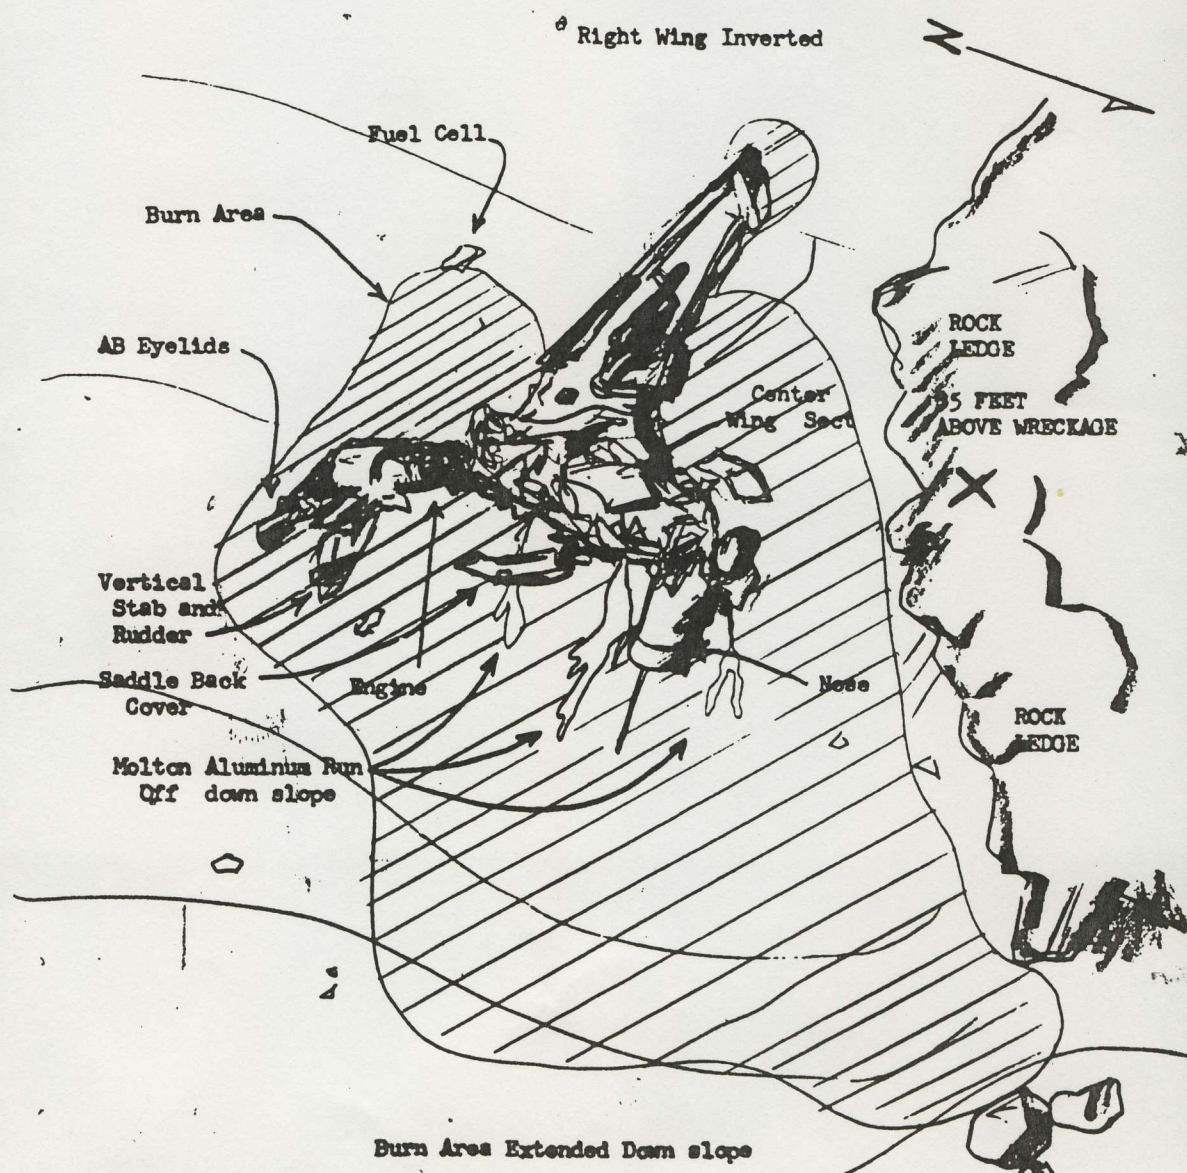 Right Wing Inverted
N
Fuel Cell
Burn Area
AB Eyelids
ROCK
LEDGE
35 FEET
ABOVE WRECKAGE
X
Center
Wing Sect
Vertical
Stab and
Rudder
Saddle Back
Cover
Engine
Nose
ROCK
LEDGE
Molten Aluminum Run
Off down slope
Burn Area Extended Down slope